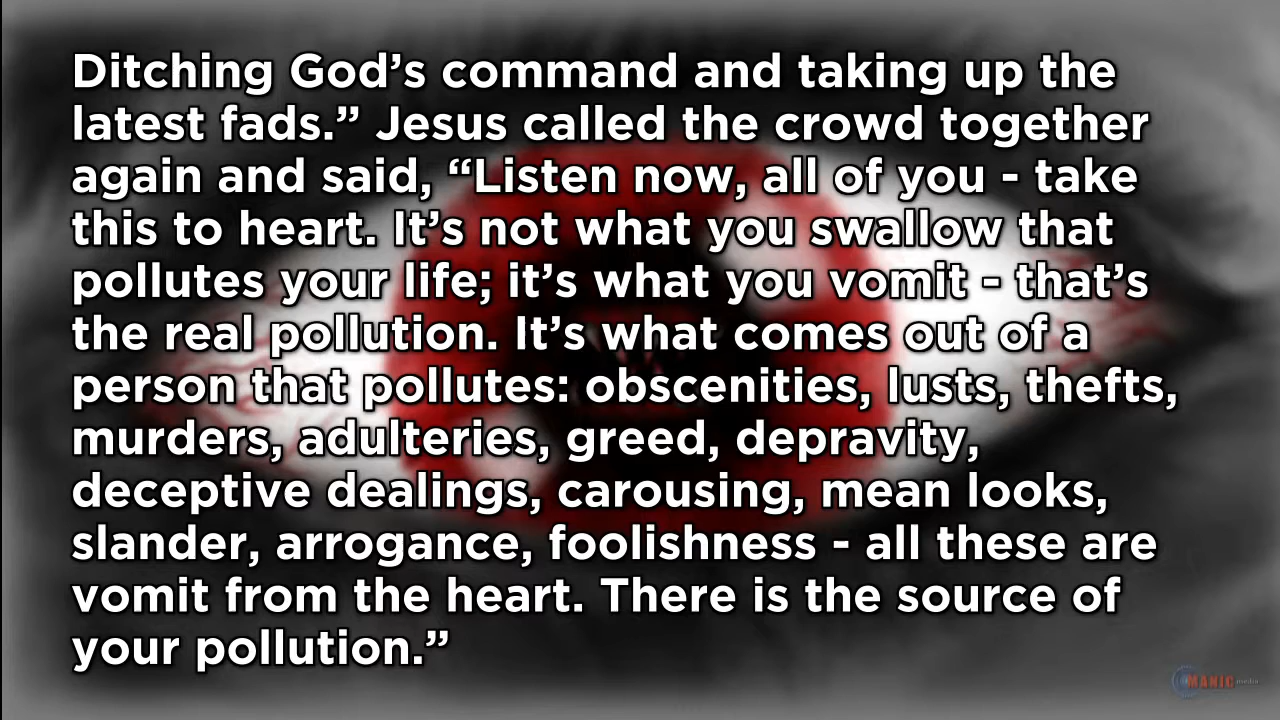 Ditching God’s command and taking up the
latest fads.” Jesus called the crowd together
again and said, “Listen now, all of you - take
this to heart. It’s not what you swallow that
pollutes your life; it’s what you vomit - that’s
the real pollution. It’s what comes out of a
person that pollutes: obscenities, lusts, thefts,
murders, adulteries, greed, depravity,
deceptive dealings, carousing, mean looks,
slander, arrogance, foolishness - all these are
vomit from the heart. There is the source of
your pollution.”
MANIC media